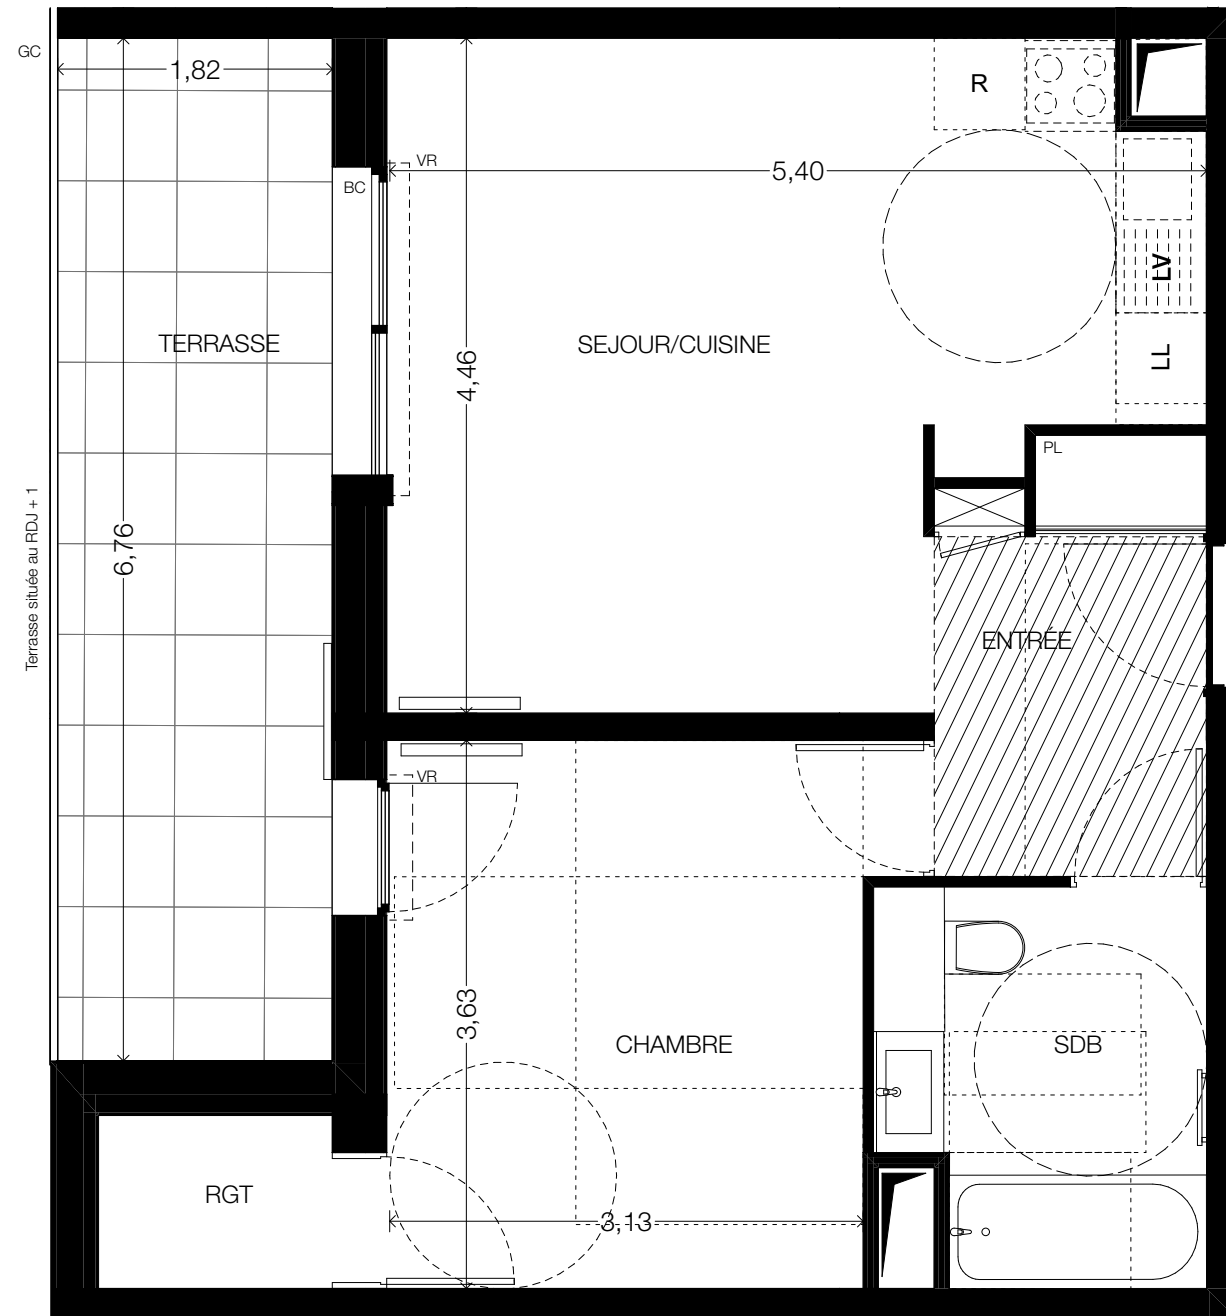 GC
1,82
R
VR
5,40
BC
LV
TERRASSE
SEJOUR/CUISINE
4,46
LL
PL
Terrasse située au RDJ + 1
6,76
ENTRÉE
VR
3,63
CHAMBRE
SDB
RGT
3,13